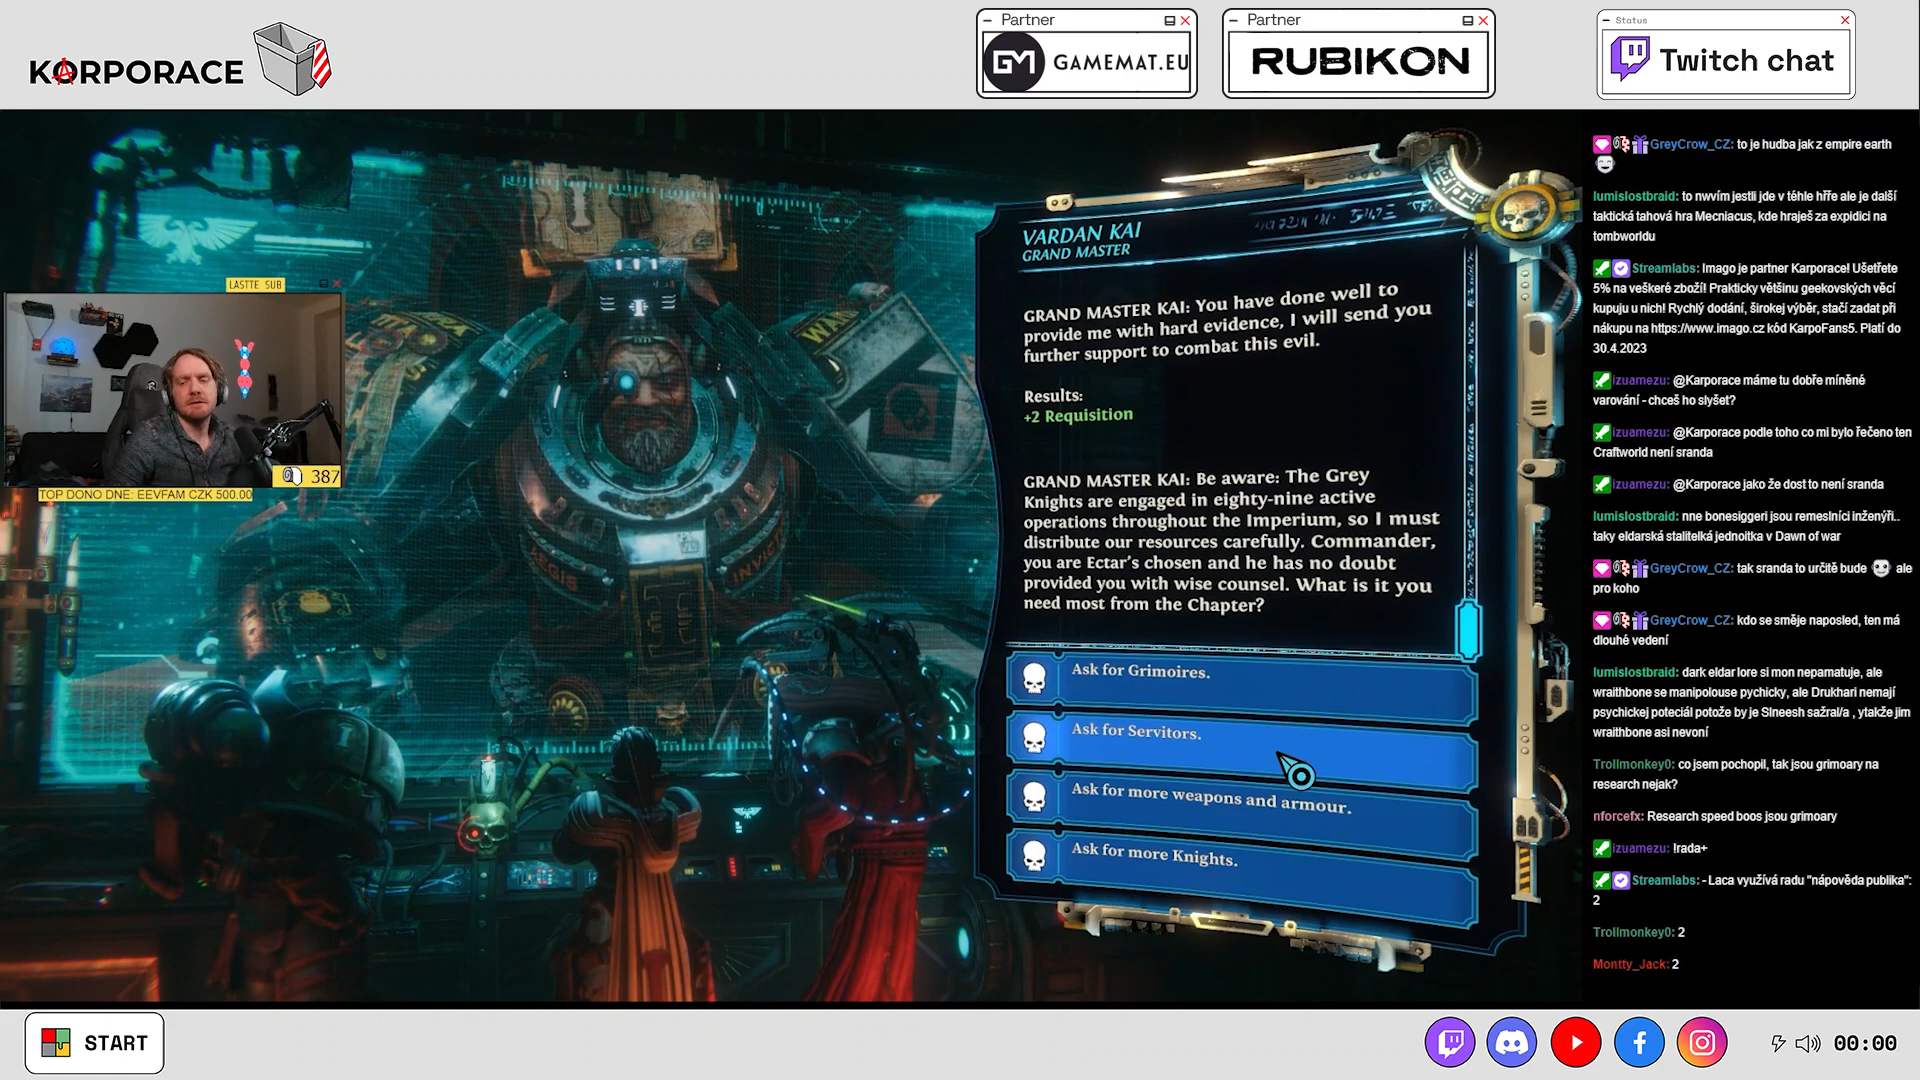 KARPORACE
Partner
GM GAMEMAT.EU
Partner
RUBIKON
Status
Twitch chat
LASTTE SUB
387
TOP DONO DNE: EEVFAM CZK 500.00
AEGIS
VARDAN KAI
GRAND MASTER
GRAND MASTER KAI: You have done well to
provide me with hard evidence, I will send you
further support to combat this evil.
Results:
+2 Requisition
GRAND MASTER KAI: Be aware: The Grey
Knights are engaged in eighty-nine active
operations throughout the Imperium, so I must
distribute our resources carefully. Commander,
you are Ectar's chosen and he has no doubt
provided you with wise counsel. What is it you
need most from the Chapter?
Ask for Grimoires.
Ask for Servitors.
Ask for more weapons and armour.
Ask for more Knights.
GreyCrow_CZ: to je hudba jak z empire earth
lumislostbraid: to nwvím jestli jde v téhle hřře ale je další
taktická tahová hra Mecniacus, kde hraješ za expidici na
tombworldu
Streamlabs: Imago je partner Karporace! Ušetřete
5% na veškeré zboží! Prakticky většinu geekovských věcí
kupuju u nich! Rychlý dodání, širokej výběr, stačí zadat při
nákupu na https://www.imago.cz kód KarpoFans5. Platí do
30.4.2023
izuamezu: @Karporace máme tu dobře míněné
varování - chceš ho slyšet?
izuamezu: @Karporace podle toho co mi bylo řečeno ten
Craftworld není sranda
izuamezu: @Karporace jako že dost to není sranda
lumislostbraid: nne bonesiggeri jsou remeslníci inženýři..
taky eldarská stalitelká jednoitka v Dawn of war
GreyCrow_CZ: tak sranda to určitě bude ale
pro koho
GreyCrow_CZ: kdo se směje naposled, ten má
dlouhé vedení
lumislostbraid: dark eldar lore si mon nepamatuje, ale
wraithbone se manipolouse pychicky, ale Drukhari nemají
psychickej poteciál potože by je Slneesh sažral/a , ytakže jim
wraithbone asi nevoní
Trollmonkey0: co jsem pochopil, tak jsou grimoary na
research nejak?
nforcefx: Research speed boos jsou grimoary
izuamezu: !rada+
Streamlabs: - Laca využívá radu "nápověda publika":
2
Trollmonkey0: 2
Montty_Jack: 2
START
00:00